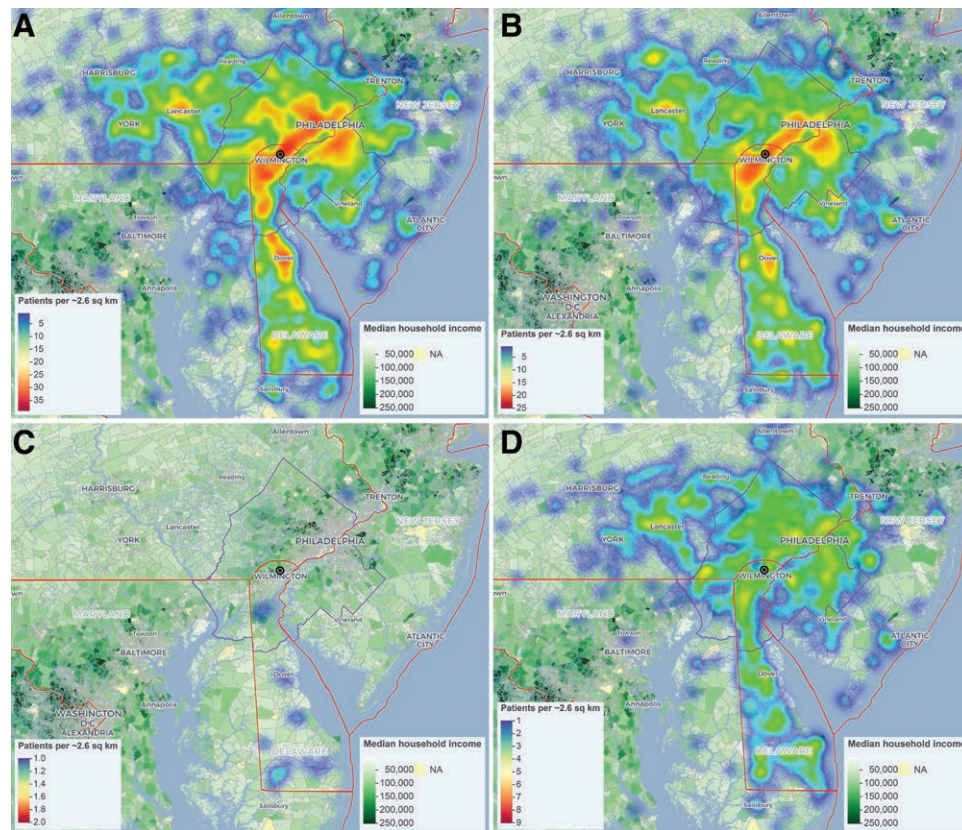 A
Allentown
Reading
HARRISBURG
TRENTON
NEW JERSEY
Lancaster
YORK
PHILADELPHIA
WILMINGTON
MARYLAND
Towson
Vineland
BALTIMORE
ATLANTIC
CITY
Dover
Annapolis
DELAWARE
Salisbury
Patients per ~2.6 sq km
5
10
15
20
25
30
35
Median household income
50,000 NA
100,000
150,000
200,000
250,000
B
Allentown
Reading
HARRISBURG
TRENTON
NEW JERSEY
Lancaster
YORK
PHILADELPHIA
WILMINGTON
own
MARYLAND
Towson
Vineland
BALTIMORE
ATLANTIC
CITY
Dover
Annapolis
WASHINGTON
D.C.
ALEXANDRIA
DELAWARE
Salisbury
Patients per ~2.6 sq km
5
10
15
20
25
Median household income
50,000 NA
100,000
150,000
200,000
250,000
C
Allentown
Reading
HARRISBURG
TRENTON
NEW JERSEY
Lancaster
YORK
PHILADELPHIA
WILMINGTON
own
MARYLAND
Towson
Vineland
BALTIMORE
ATLANTIC
CITY
Dover
Annapolis
WASHINGTON
D.C.
ALEXANDRIA
DELAWARE
Salisbury
Patients per ~2.6 sq km
1.0
1.2
1.4
1.6
1.8
2.0
Median household income
50,000 NA
100,000
150,000
200,000
250,000
D
Allentown
Reading
HARRISBURG
TRENTON
NEW JERSEY
Lancaster
YORK
PHILADELPHIA
WILMINGTON
own
MARYLAND
Towson
Vineland
BALTIMORE
ATLANTIC
CITY
Dover
Annapolis
DELAWARE
Salisbury
Patients per ~2.6 sq km
1
2
3
4
5
6
7
8
9
Median household income
50,000 NA
100,000
150,000
200,000
250,000